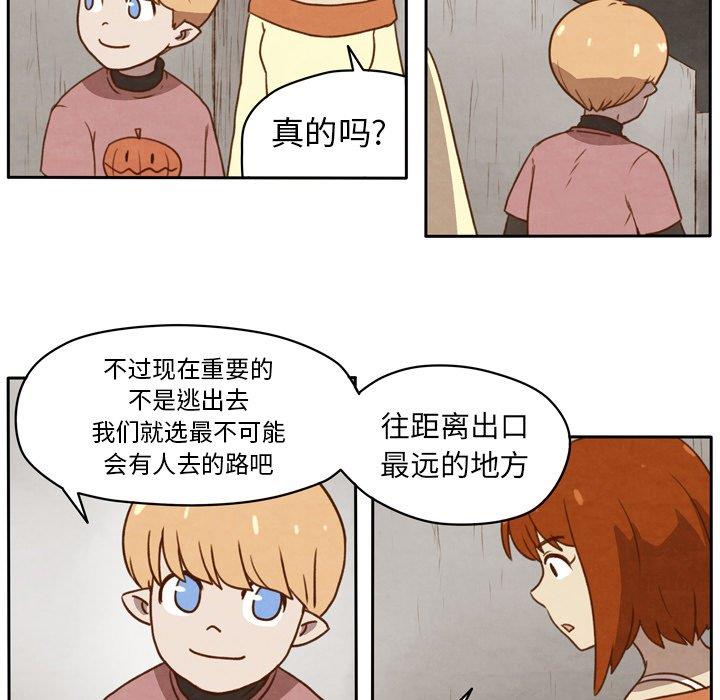 真的吗?
不过现在重要的
不是逃出去
我们就选最不可能
会有人去的路吧
往距离出口
最远的地方